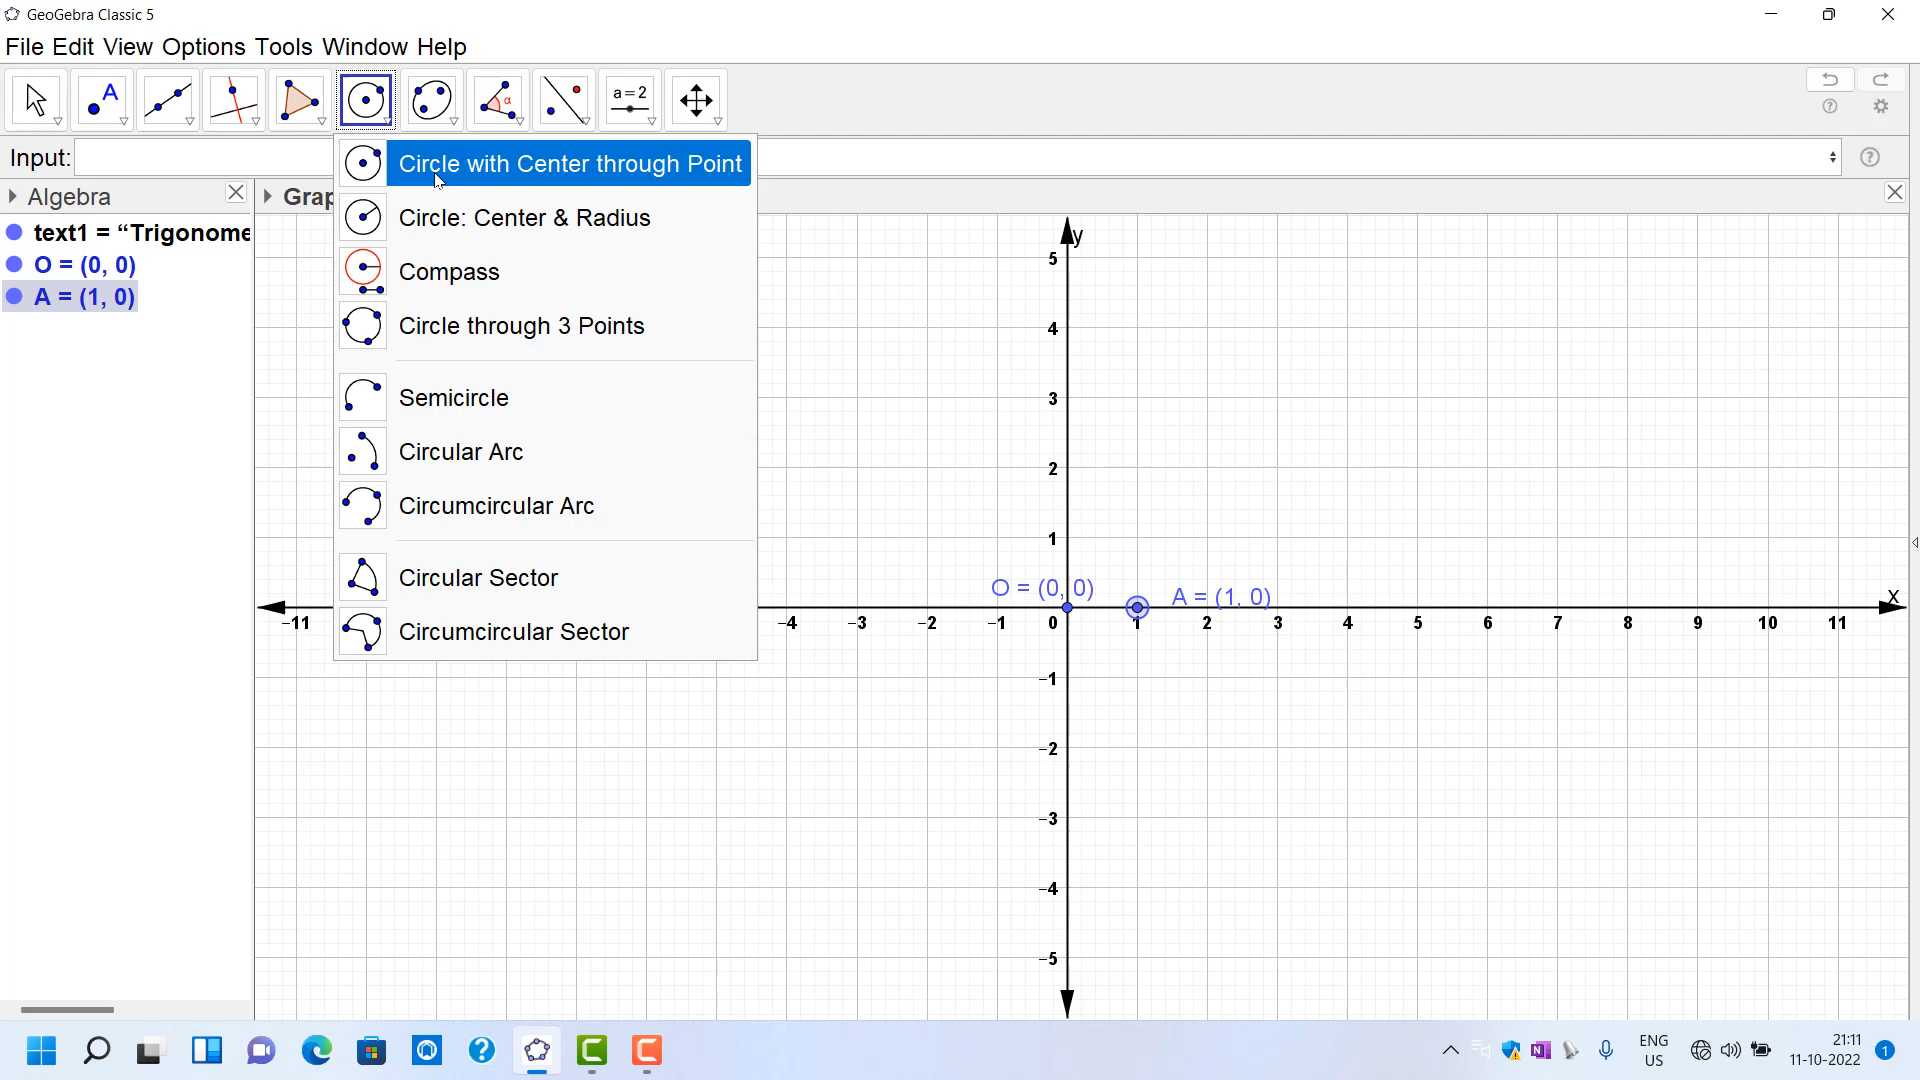 GeoGebra Classic 5
File Edit View Options Tools Window Help
A
α
a=2
Input:
Algebra
Grap
text1 = “Trigonome
O = (0, 0)
A = (1, 0)
Circle with Center through Point
Circle: Center & Radius
Compass
Circle through 3 Points
Semicircle
Circular Arc
Circumcircular Arc
Circular Sector
Circumcircular Sector
y
5
4
3
2
1
O = (0, 0)
A = (1, 0)
x
−11 −4 −3 −2 −1 0 1 2 3 4 5 6 7 8 9 10 11
−1
−2
−3
−4
−5
ENG
US
21:11
11-10-2022
1